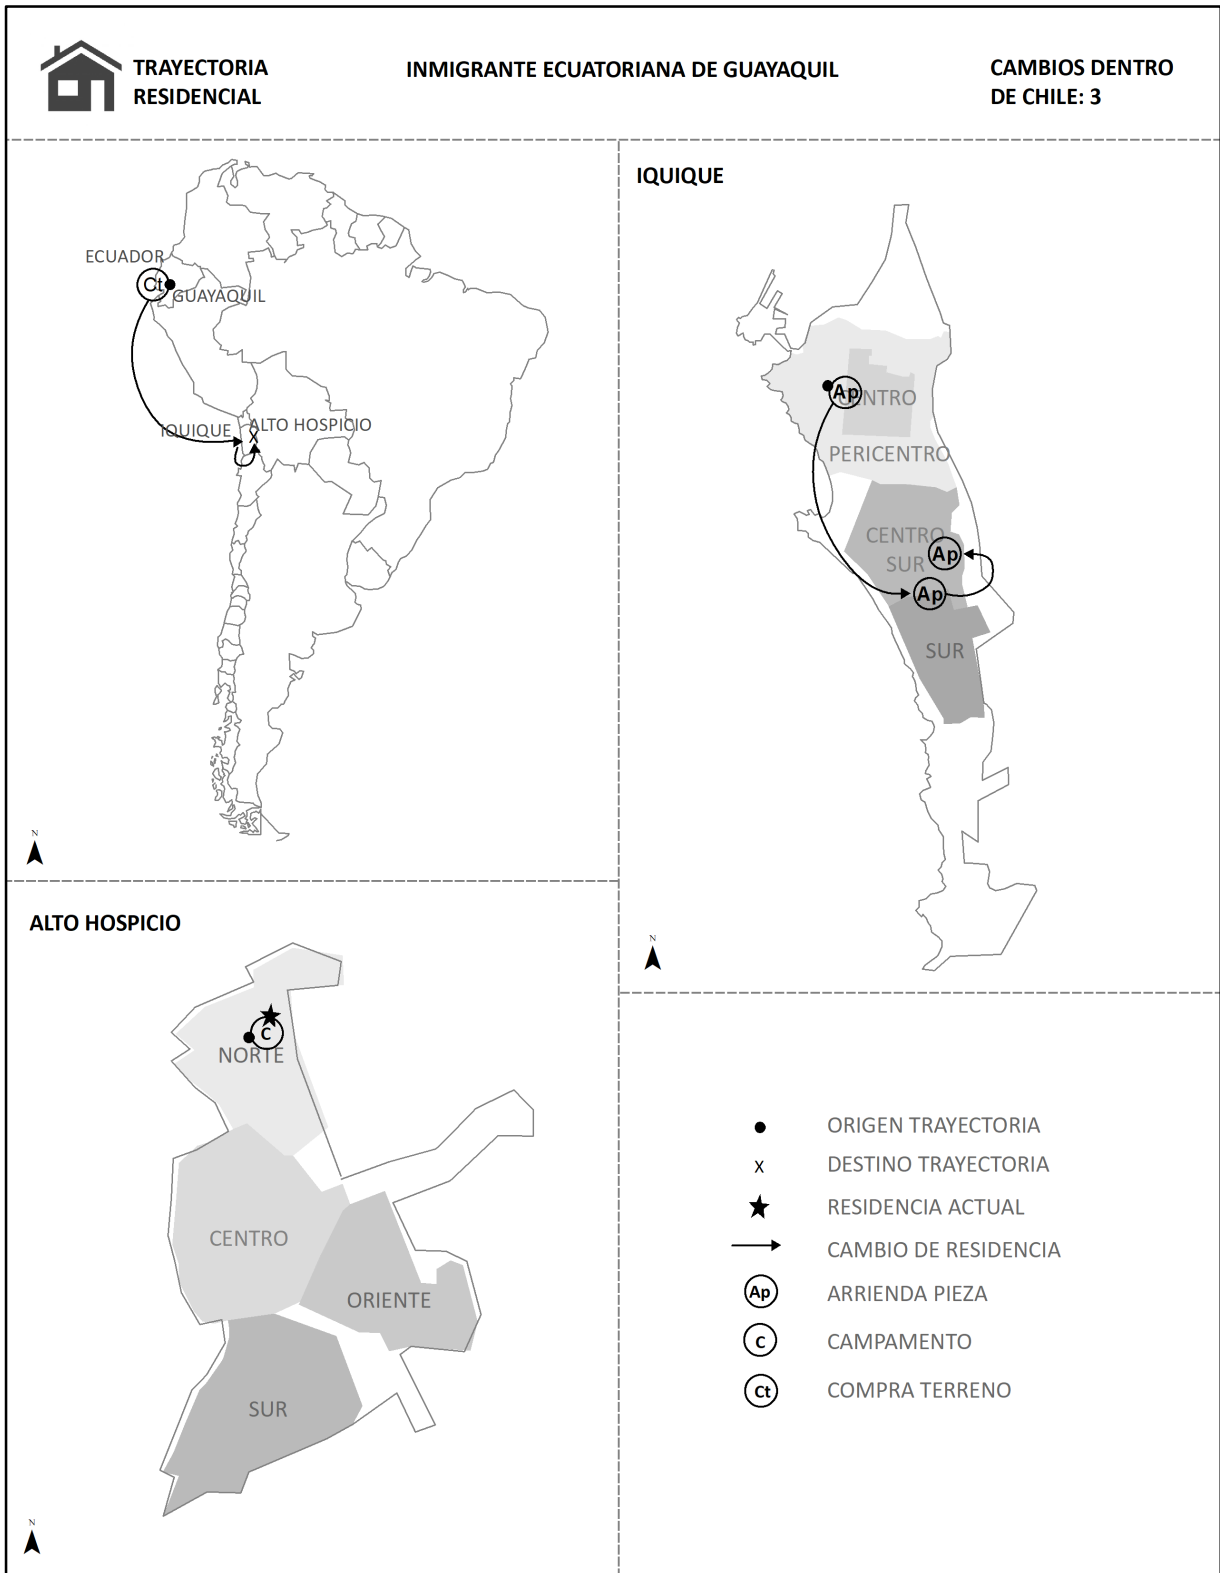 TRAYECTORIA
RESIDENCIAL
INMIGRANTE ECUATORIANA DE GUAYAQUIL
CAMBIOS DENTRO
DE CHILE: 3
ECUADOR
Ct
GUAYAQUIL
IQUIQUE
ALTO HOSPICIO
X
N
IQUIQUE
Ap
CENTRO
PERICENTRO
CENTRO
SUR
Ap
Ap
SUR
N
ALTO HOSPICIO
C
NORTE
CENTRO
ORIENTE
SUR
N
ORIGEN TRAYECTORIA
X DESTINO TRAYECTORIA
RESIDENCIA ACTUAL
CAMBIO DE RESIDENCIA
Ap ARRIENDA PIEZA
C CAMPAMENTO
Ct COMPRA TERRENO